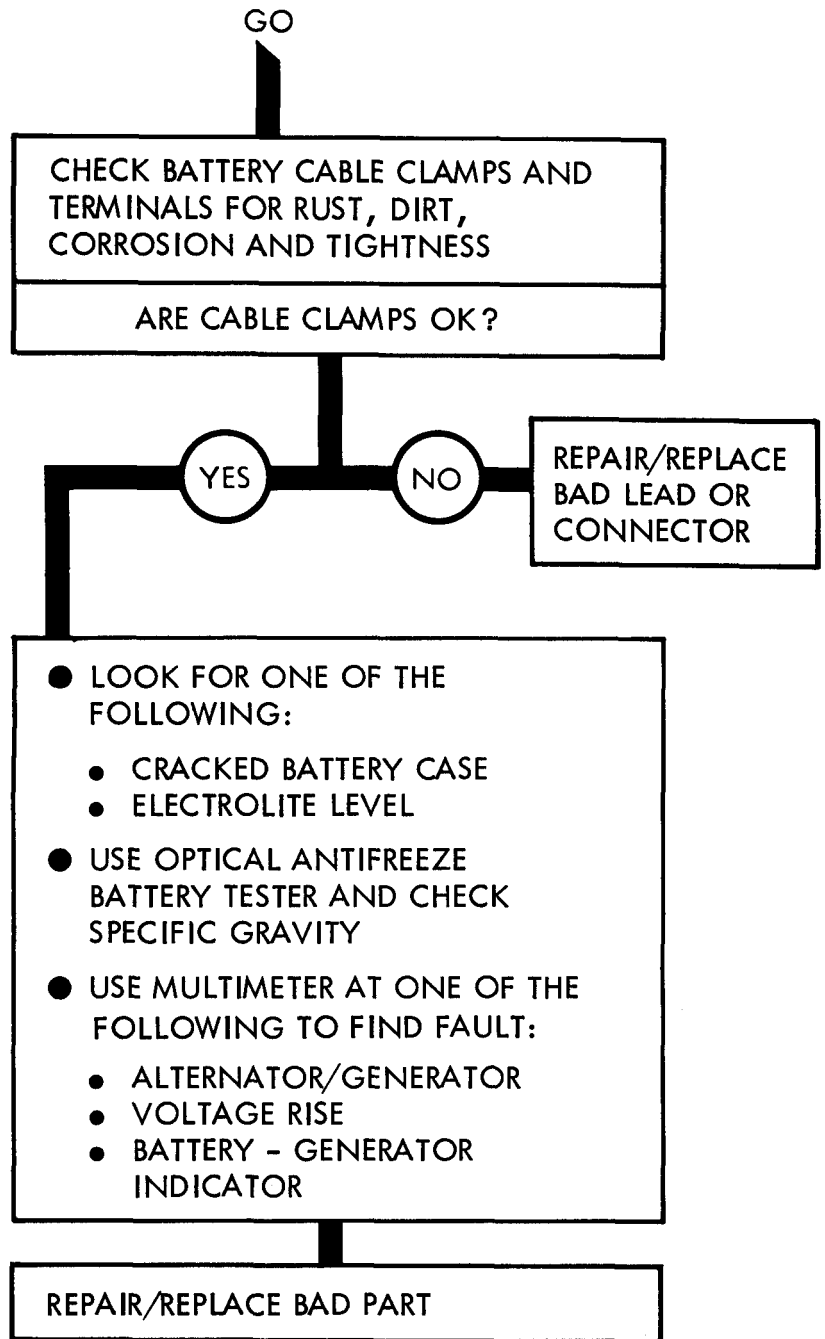 GO
CHECK BATTERY CABLE CLAMPS AND
TERMINALS FOR RUST, DIRT,
CORROSION AND TIGHTNESS
ARE CABLE CLAMPS OK?
YES
NO
REPAIR/REPLACE
BAD LEAD OR
CONNECTOR
● LOOK FOR ONE OF THE
FOLLOWING:
● CRACKED BATTERY CASE
● ELECTROLITE LEVEL
● USE OPTICAL ANTIFREEZE
BATTERY TESTER AND CHECK
SPECIFIC GRAVITY
● USE MULTIMETER AT ONE OF THE
FOLLOWING TO FIND FAULT:
● ALTERNATOR/GENERATOR
● VOLTAGE RISE
● BATTERY - GENERATOR
INDICATOR
REPAIR/REPLACE BAD PART